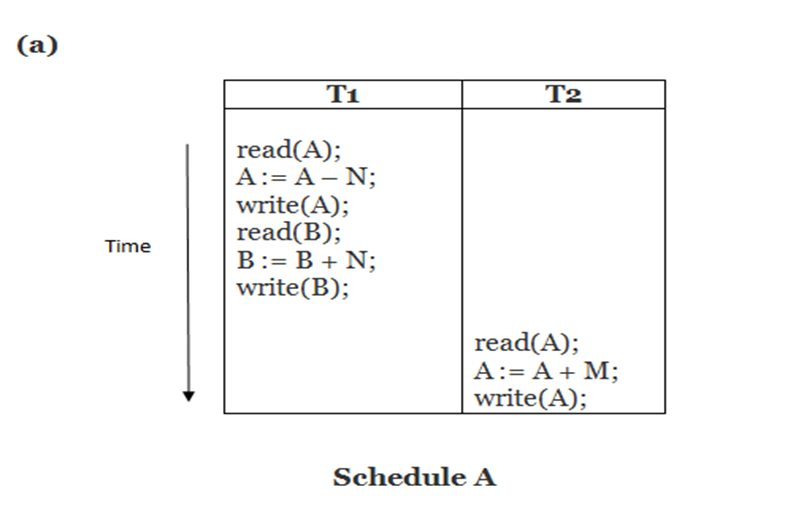 (a)
T1 T2
read(A);
A := A – N;
write(A);
Time
read(B);
B := B + N;
write(B);
read(A);
A := A + M;
write(A);
Schedule A